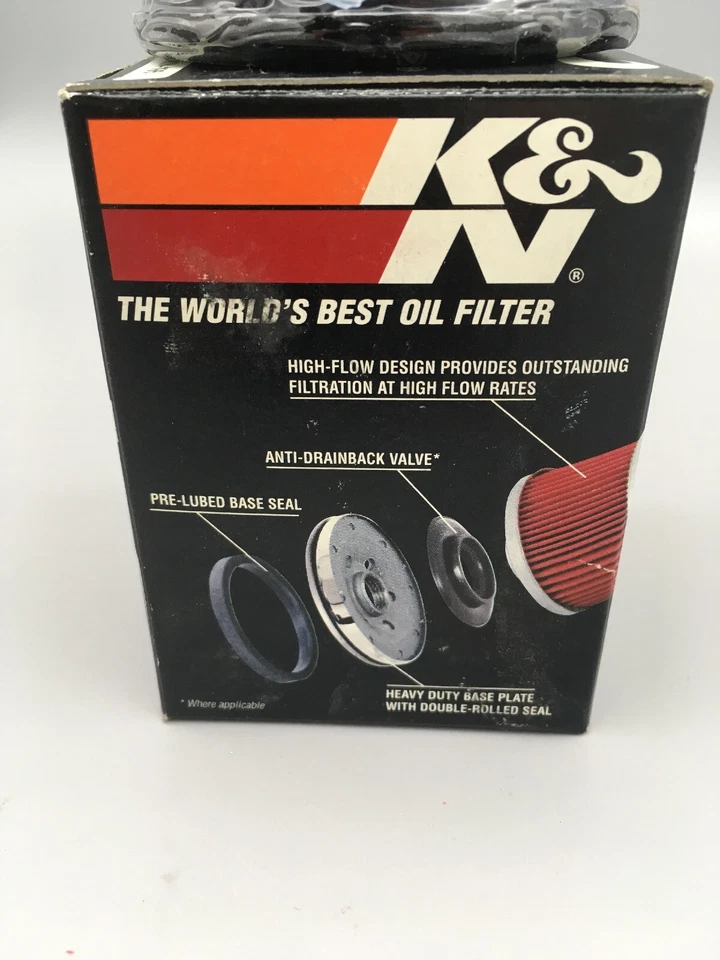 K&
N®
THE WORLD'S BEST OIL FILTER
HIGH-FLOW DESIGN PROVIDES OUTSTANDING
FILTRATION AT HIGH FLOW RATES
ANTI-DRAINBACK VALVE*
PRE-LUBED BASE SEAL
HEAVY DUTY BASE PLATE
WITH DOUBLE-ROLLED SEAL
* Where applicable